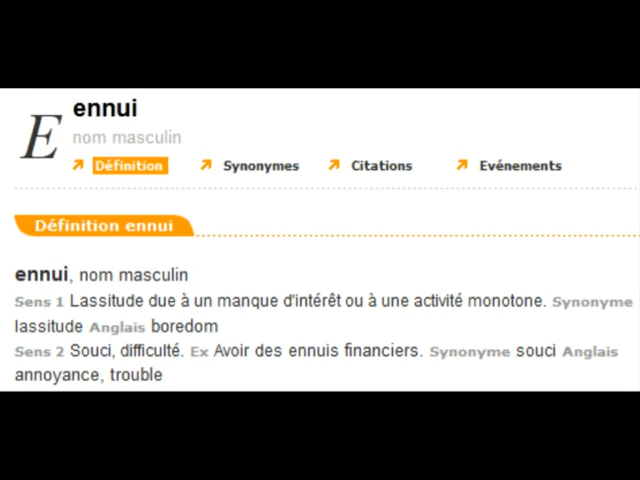 E
ennui
nom masculin
Définition Synonymes Citations Evénements
Définition ennui
ennui, nom masculin
Sens 1 Lassitude due à un manque d'intérêt ou à une activité monotone. Synonyme
lassitude Anglais boredom
Sens 2 Souci, difficulté. Ex Avoir des ennuis financiers. Synonyme souci Anglais
annoyance, trouble